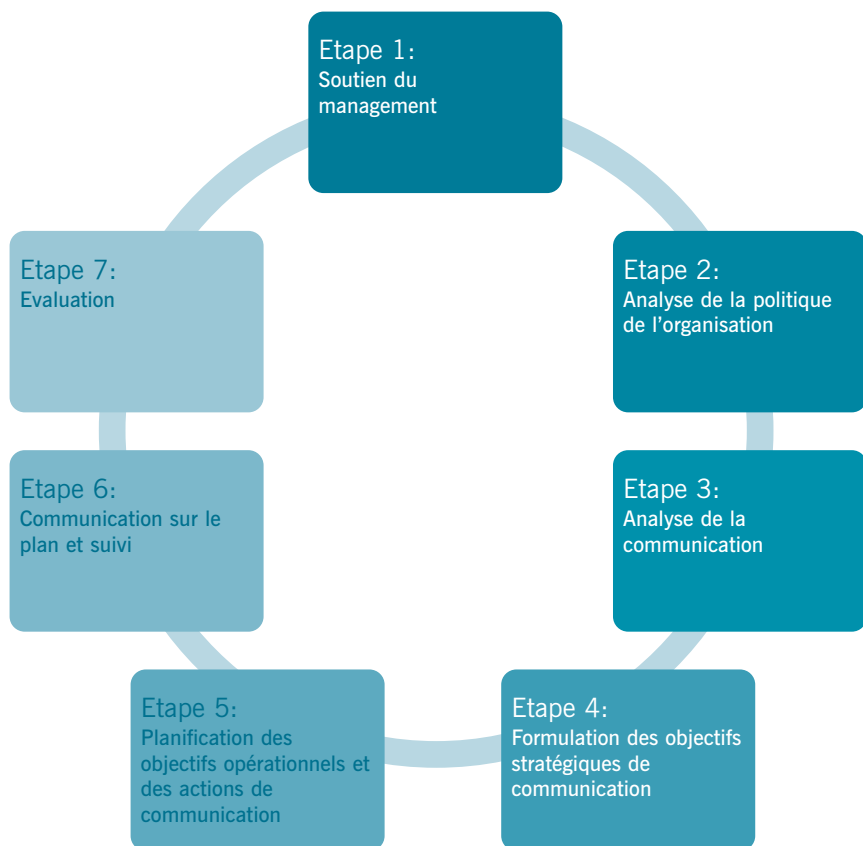 Etape 1:
Soutien du
management
Etape 2:
Analyse de la politique
de l'organisation
Etape 3:
Analyse de la
communication
Etape 4:
Formulation des objectifs
stratégiques de
communication
Etape 5:
Planification des
objectifs opérationnels et
des actions de
communication
Etape 6:
Communication sur le
plan et suivi
Etape 7:
Evaluation